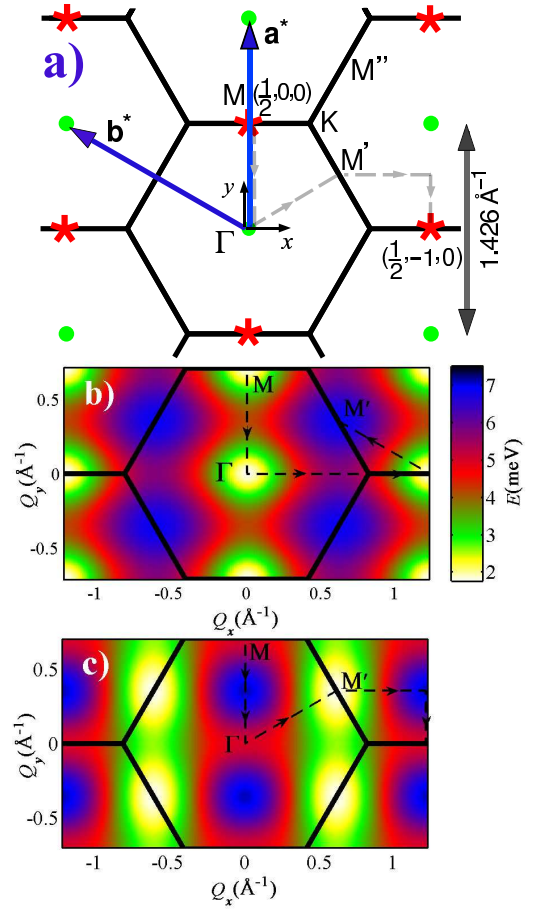 a)
a*
M (1/2,0,0)
M''
K
b*
M'
y
Γ
x
(1/2,-1,0)
1.426 Å⁻¹
b)
M
M'
Γ
0.5
0
-0.5
Q_y(Å⁻¹)
-1 -0.5 0 0.5 1
Q_x(Å⁻¹)
7
6
5
4
3
2
E(meV)
c)
M
M'
Γ
0.5
0
-0.5
Q_y(Å⁻¹)
-1 -0.5 0 0.5 1
Q_x(Å⁻¹)